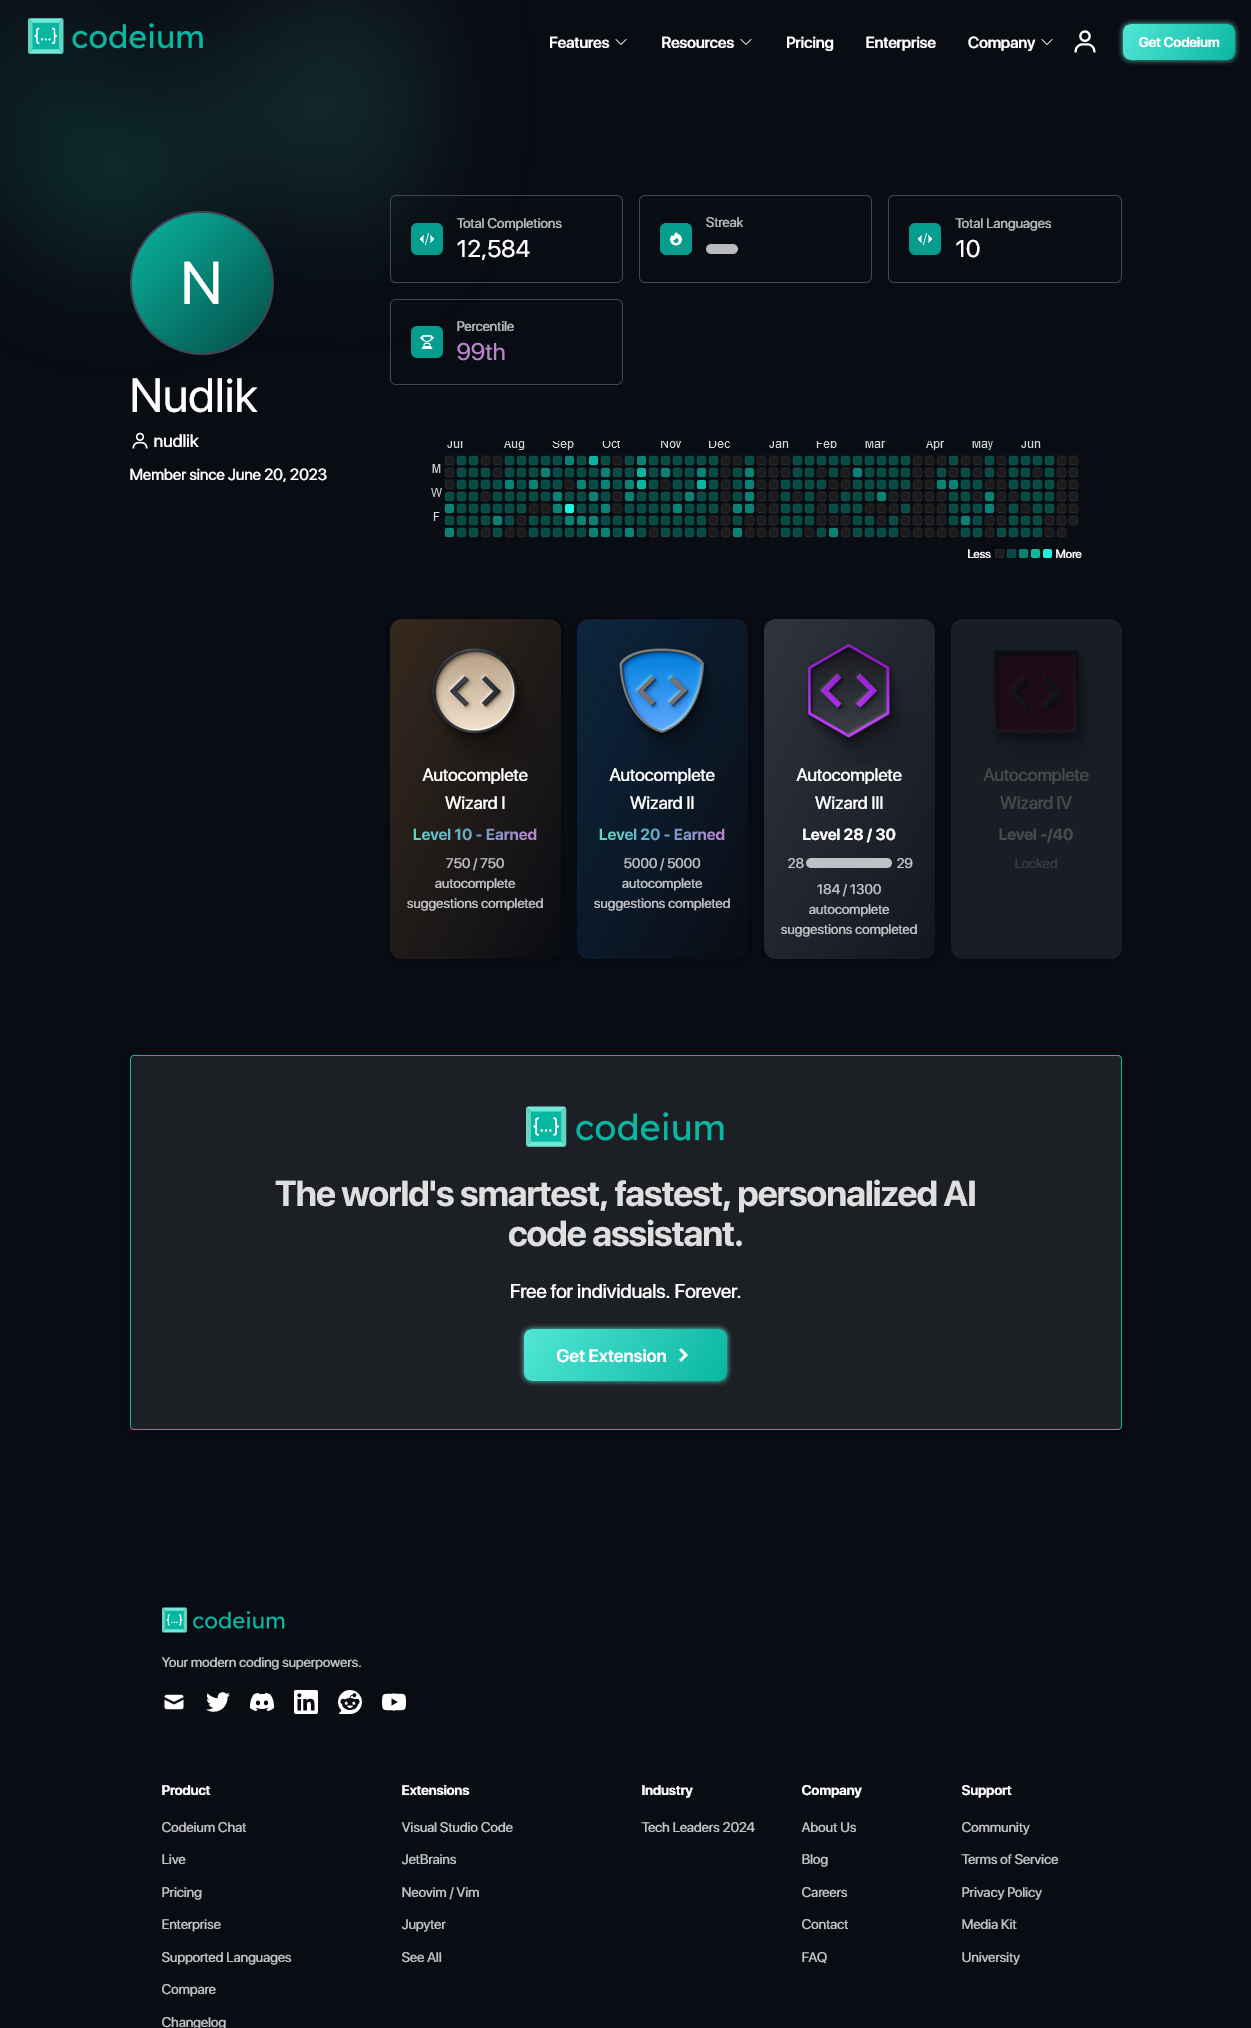 {...} codeium
Features
Resources
Pricing
Enterprise
Company
Get Codeium
N
Nudlik
nudlik
Member since June 20, 2023
Total Completions
12,584
Streak
Total Languages
10
Percentile
99th
Jul Aug Sep Oct Nov Dec Jan Feb Mar Apr May Jun
M
W
F
Less More
Autocomplete
Wizard I
Level 10 - Earned
750 / 750
autocomplete
suggestions completed
Autocomplete
Wizard II
Level 20 - Earned
5000 / 5000
autocomplete
suggestions completed
Autocomplete
Wizard III
Level 28 / 30
28 29
184 / 1300
autocomplete
suggestions completed
Autocomplete
Wizard IV
Level -/40
Locked
{...} codeium
The world's smartest, fastest, personalized AI
code assistant.
Free for individuals. Forever.
Get Extension
{...} codeium
Your modern coding superpowers.
Product
Codeium Chat
Live
Pricing
Enterprise
Supported Languages
Compare
Changelog
Extensions
Visual Studio Code
JetBrains
Neovim / Vim
Jupyter
See All
Industry
Tech Leaders 2024
Company
About Us
Blog
Careers
Contact
FAQ
Support
Community
Terms of Service
Privacy Policy
Media Kit
University